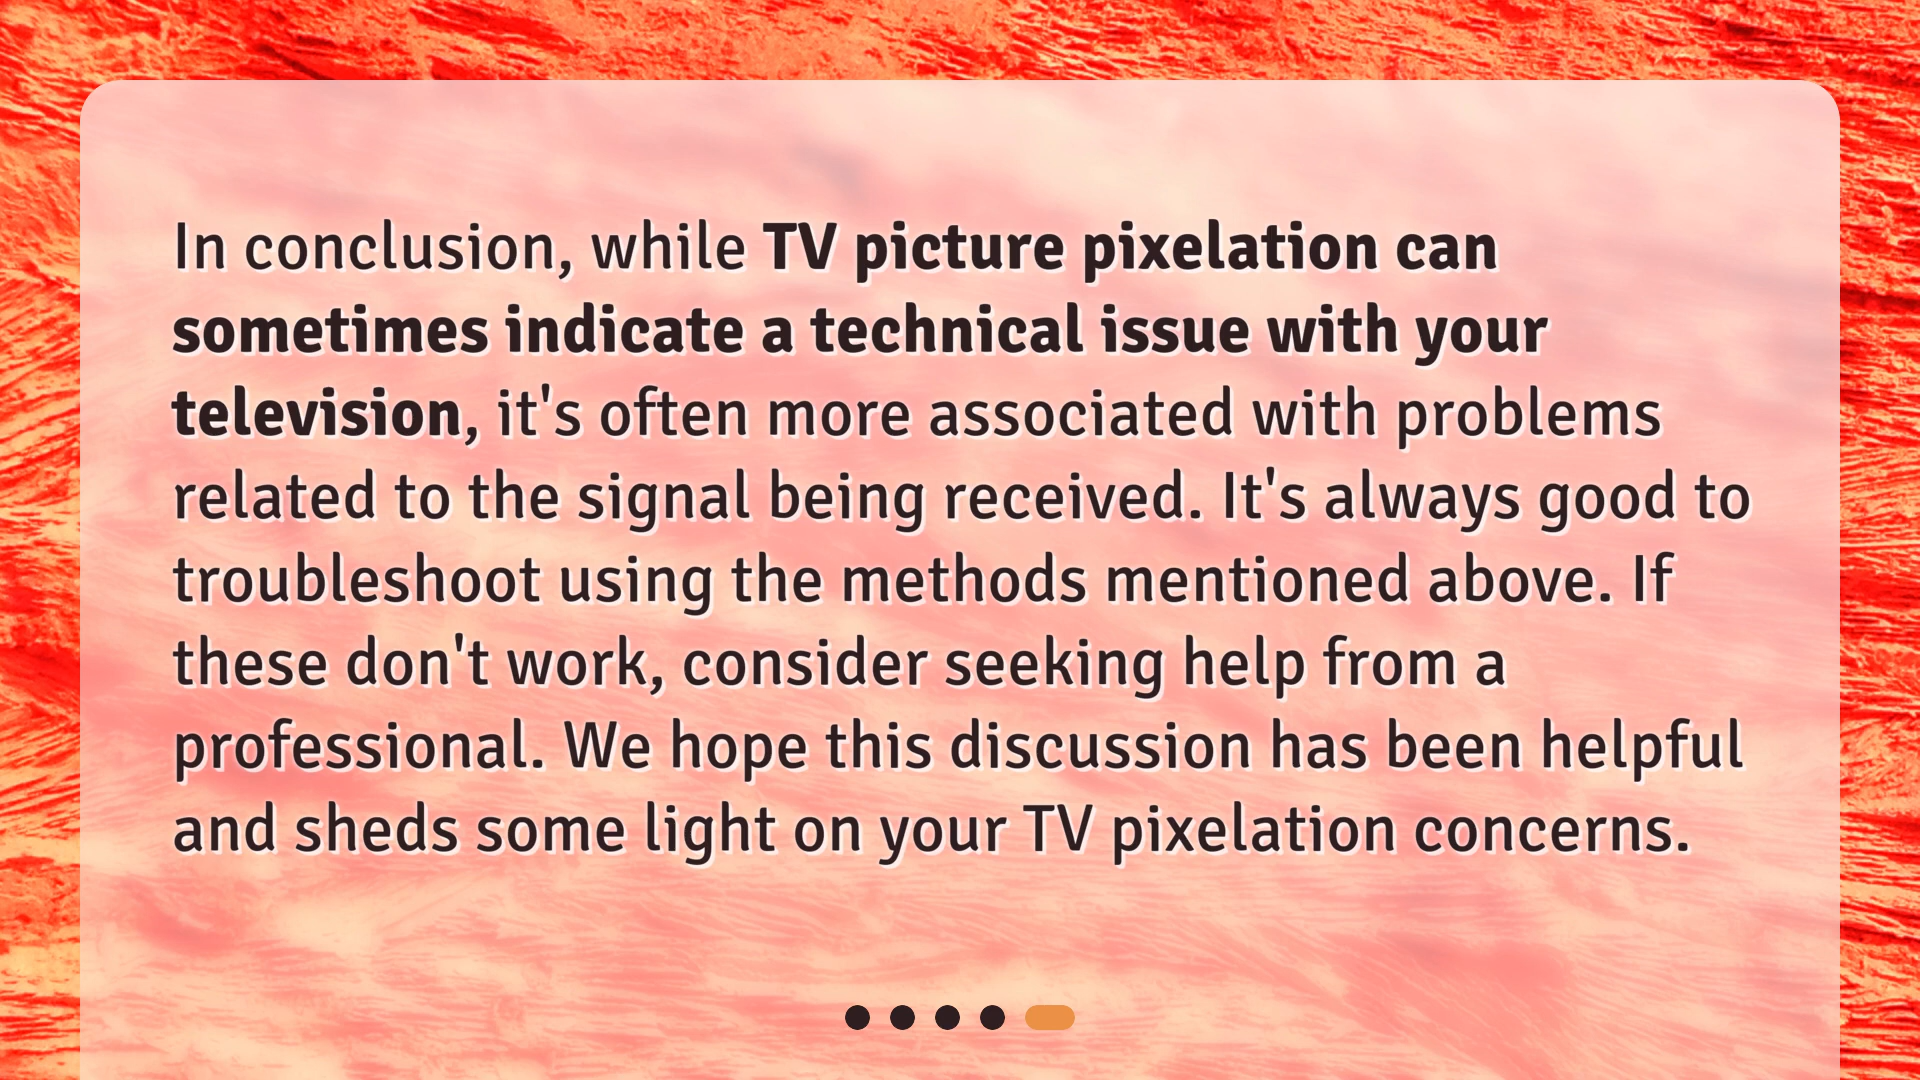 In conclusion, while TV picture pixelation can
sometimes indicate a technical issue with your
television, it's often more associated with problems
related to the signal being received. It's always good to
troubleshoot using the methods mentioned above. If
these don't work, consider seeking help from a
professional. We hope this discussion has been helpful
and sheds some light on your TV pixelation concerns.